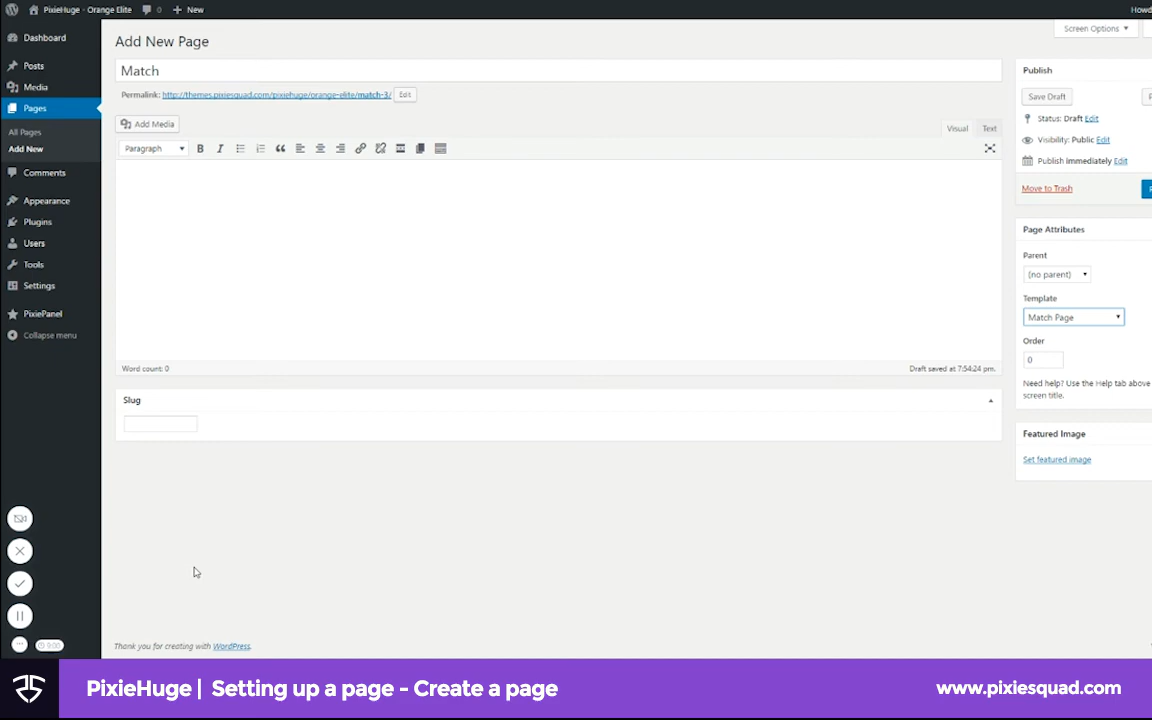 PixieHuge - Orange Elite
0
New
Howd
Dashboard
Posts
Media
Pages
All Pages
Add New
Comments
Appearance
Plugins
Users
Tools
Settings
PixiePanel
Collapse menu
Add New Page
Screen Options
Match
Permalink: http://themes.pixiesquad.com/pixiehuge/orange-elite/match-3/ Edit
Add Media
Visual Text
Paragraph
Word count: 0
Draft saved at 7:54:24 pm.
Slug
Publish
Save Draft
P
Status: Draft Edit
Visibility: Public Edit
Publish immediately Edit
Move to Trash
P
Page Attributes
Parent
(no parent)
Template
Match Page
Order
0
Need help? Use the Help tab above
screen title.
Featured Image
Set featured image
9:00
Thank you for creating with WordPress.
PixieHuge | Setting up a page - Create a page
www.pixiesquad.com